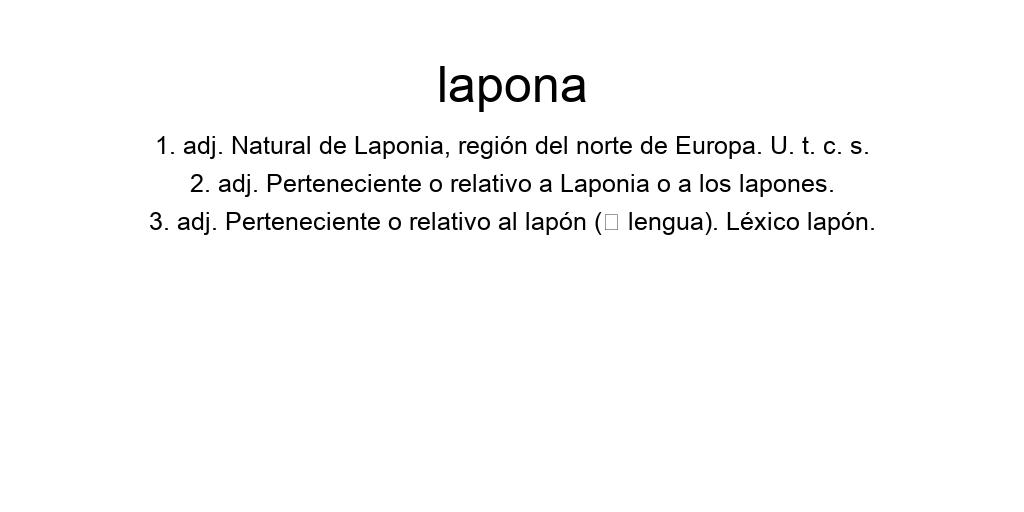 lapona
1. adj. Natural de Laponia, región del norte de Europa. U. t. c. s.
2. adj. Perteneciente o relativo a Laponia o a los lapones.
3. adj. Perteneciente o relativo al lapón (□ lengua). Léxico lapón.